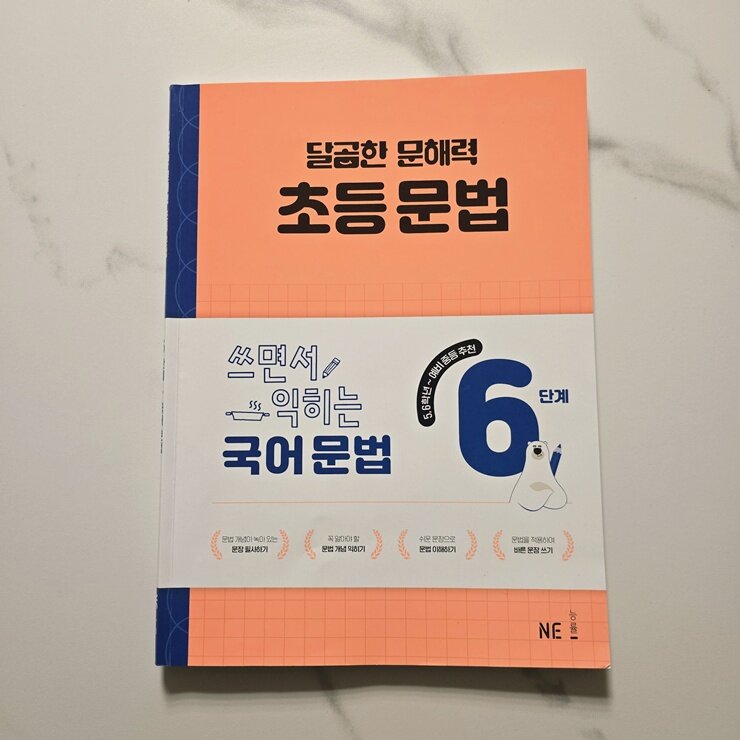 달곰한 문해력
초등 문법
쓰면서
익히는
국어 문법
5, 6학년 ~ 예비 중등 추천
6
단계
문법 개념이 녹아 있는
문장 필사하기
꼭 알아야 할
문법 개념 익히기
쉬운 문장으로
문법 이해하기
문법을 적용하여
바른 문장 쓰기
NE